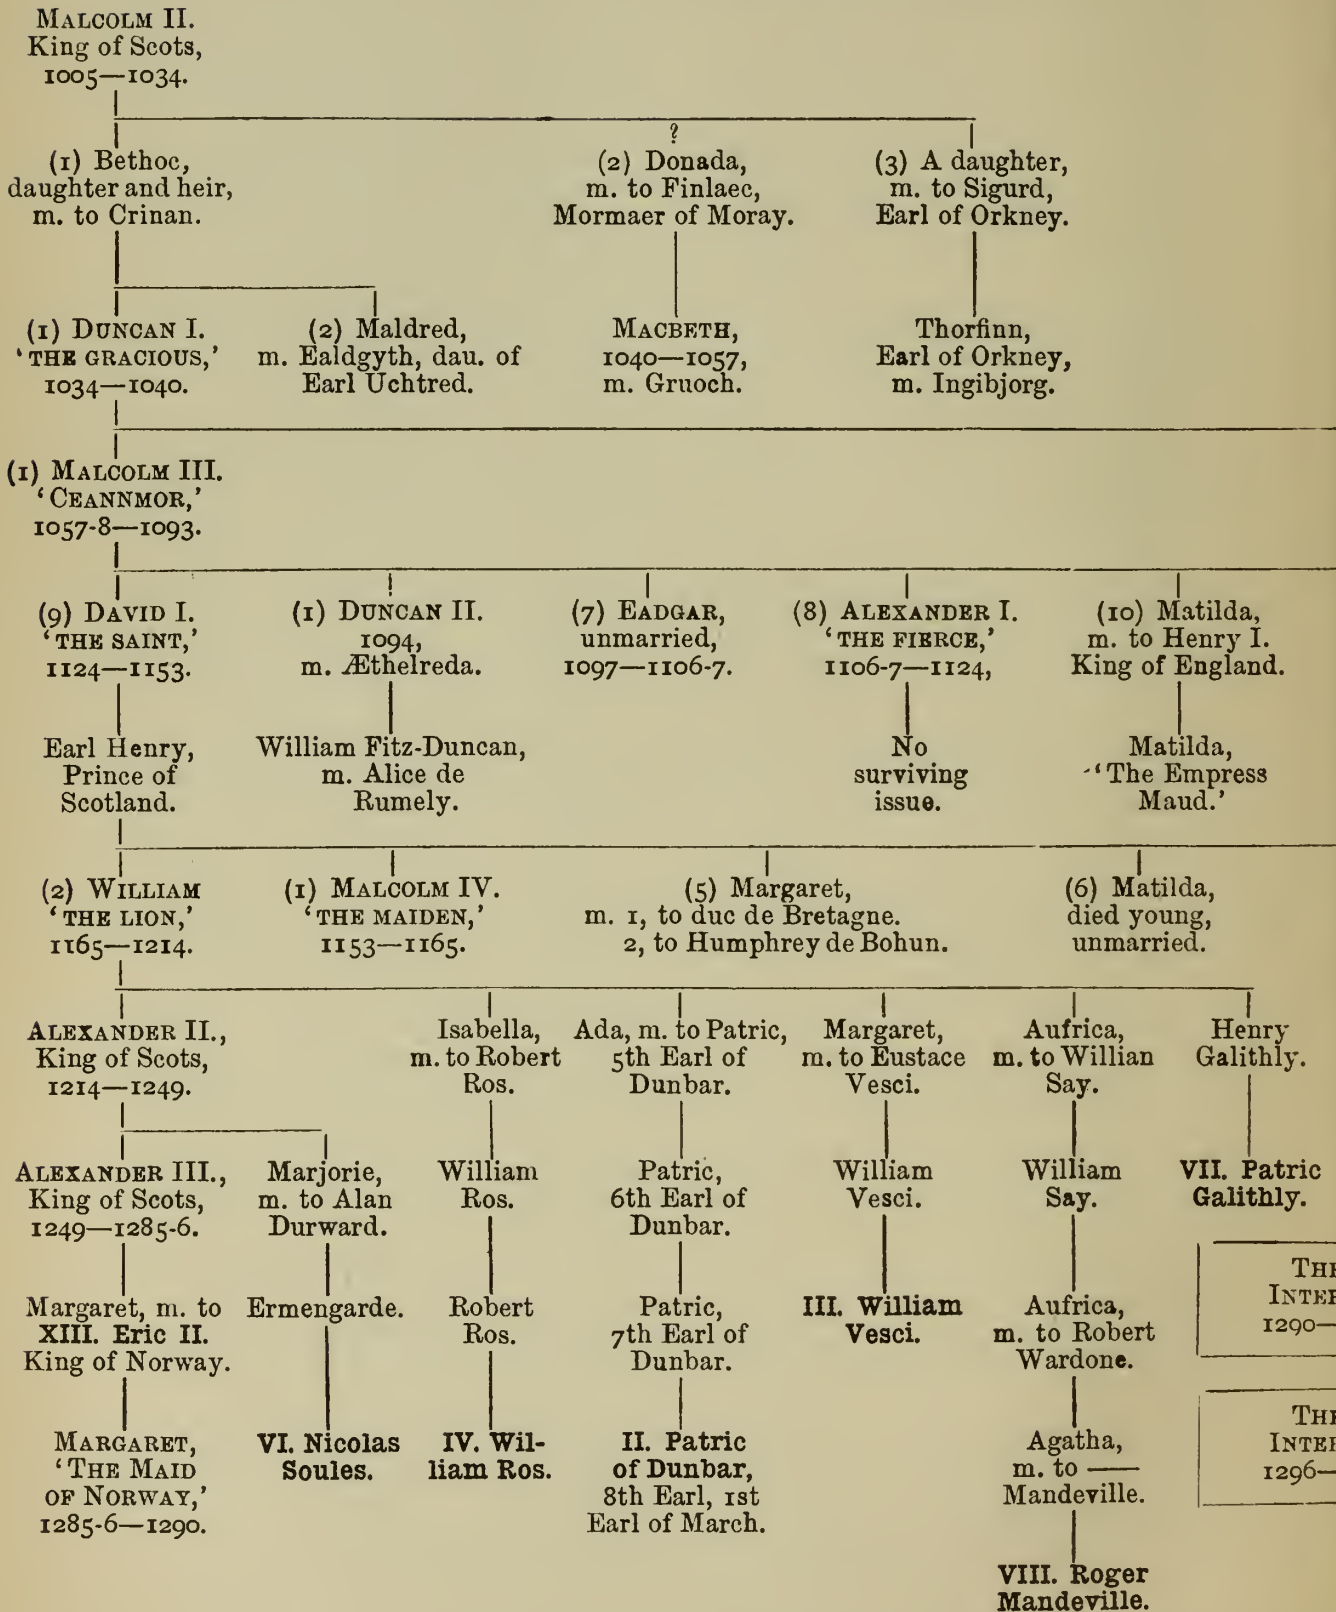 MALCOLM II.
King of Scots,
1005—1034.
?
(1) Bethoc,
daughter and heir,
m. to Crinan.
(2) Donada,
m. to Finlaec,
Mormaer of Moray.
(3) A daughter,
m. to Sigurd,
Earl of Orkney.
(1) DUNCAN I.
‘THE GRACIOUS,’
1034—1040.
(2) Maldred,
m. Ealdgyth, dau. of
Earl Uchtred.
MACBETH,
1040—1057,
m. Gruoch.
Thorfinn,
Earl of Orkney,
m. Ingibjorg.
(1) MALCOLM III.
‘CEANNMOR,’
1057-8—1093.
(9) DAVID I.
‘THE SAINT,’
1124—1153.
(1) DUNCAN II.
1094,
m. Æthelreda.
(7) EADGAR,
unmarried,
1097—1106-7.
(8) ALEXANDER I.
‘THE FIERCE,’
1106-7—1124,
(10) Matilda,
m. to Henry I.
King of England.
Earl Henry,
Prince of
Scotland.
William Fitz-Duncan,
m. Alice de
Rumely.
No
surviving
issue.
Matilda,
‘The Empress
Maud.’
(2) WILLIAM
‘THE LION,’
1165—1214.
(1) MALCOLM IV.
‘THE MAIDEN,’
1153—1165.
(5) Margaret,
m. 1, to duc de Bretagne.
2, to Humphrey de Bohun.
(6) Matilda,
died young,
unmarried.
ALEXANDER II.,
King of Scots,
1214—1249.
Isabella,
m. to Robert
Ros.
Ada, m. to Patric,
5th Earl of
Dunbar.
Margaret,
m. to Eustace
Vesci.
Aufrica,
m. to Willian
Say.
Henry
Galithly.
ALEXANDER III.,
King of Scots,
1249—1285-6.
Marjorie,
m. to Alan
Durward.
William
Ros.
Patric,
6th Earl of
Dunbar.
William
Vesci.
William
Say.
VII. Patric
Galithly.
Margaret, m. to
XIII. Eric II.
King of Norway.
Ermengarde.
Robert
Ros.
Patric,
7th Earl of
Dunbar.
III. William
Vesci.
Aufrica,
m. to Robert
Wardone.
1290—
MARGARET,
‘THE MAID
OF NORWAY,’
1285-6—1290.
VI. Nicolas
Soules.
IV. Wil-
liam Ros.
II. Patric
of Dunbar,
8th Earl, 1st
Earl of March.
Agatha,
m. to ——
Mandeville.
1296—
VIII. Roger
Mandeville.